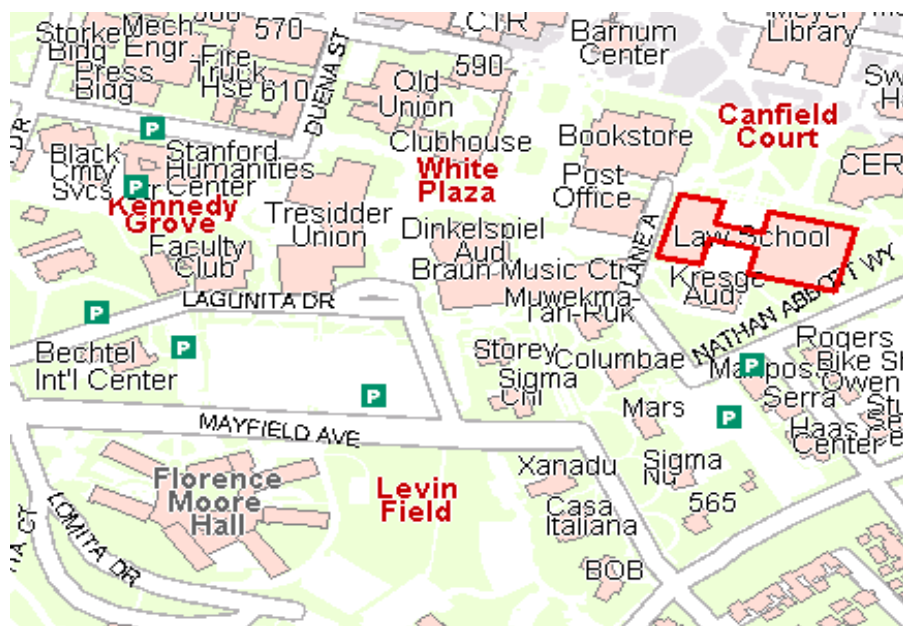 Storke
Bldg
Mech
Engr.
570
CTR
Barnum
Center
Meyer
Library
Press
Bldg
Fire
Truck
Hse
610
DUENA ST
Old
Union
590
Clubhouse
Bookstore
Canfield
Court
P
Black
Cmty
Svcs
Ctr
Stanford
Humanities
Center
White
Plaza
Post
Office
P
Kennedy
Grove
Tresidder
Union
Dinkelspiel
Aud.
LANE A
Law School
Faculty
Club
Braun Music Ctr
Kresge
Aud.
NATHAN ABBOTT WY
LAGUNITA DR
Muwekma-
Tah-Ruk
P
P
Bechtel
Int'l Center
Storey
Sigma
Chi
Columbae
Rogers
P
P
Serra
Owen
Haas
Center
Mars
P
MAYFIELD AVE
Florence
Moore
Hall
Levin
Field
Xanadu
Sigma
Nu
Casa
Italiana
565
LOMITA DR
BOB